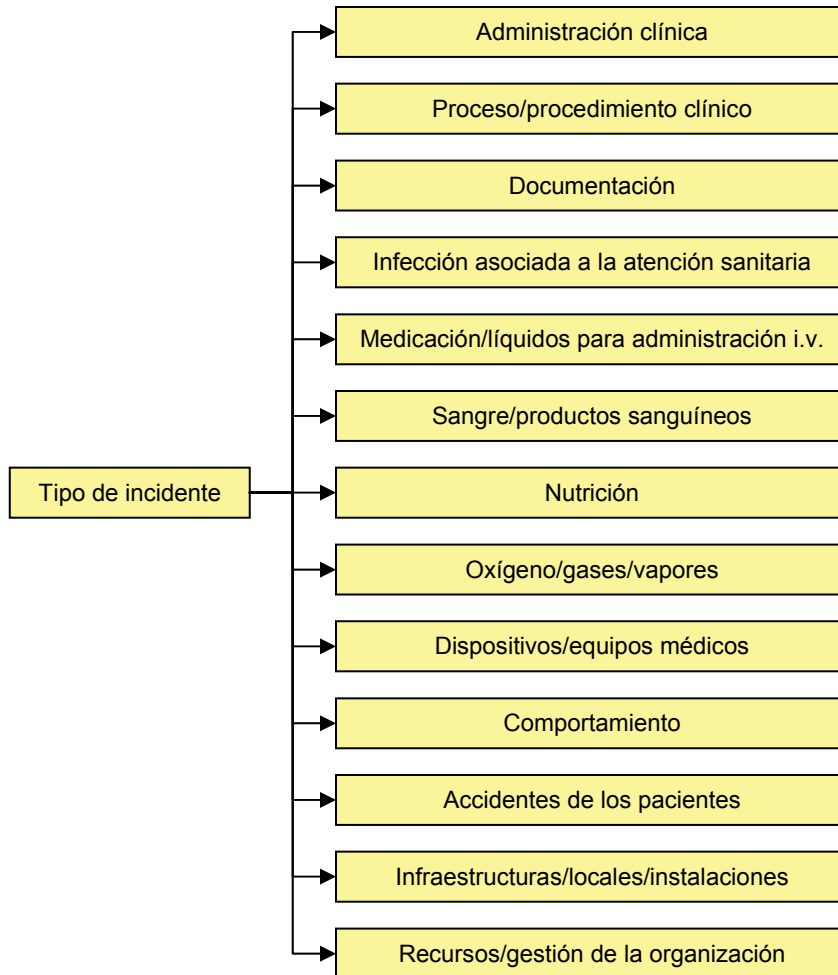 Administración clínica
Proceso/procedimiento clínico
Documentación
Infección asociada a la atención sanitaria
Medicación/líquidos para administración i.v.
Sangre/productos sanguíneos
Tipo de incidente
Nutrición
Oxígeno/gases/vapores
Dispositivos/equipos médicos
Comportamiento
Accidentes de los pacientes
Infraestructuras/locales/instalaciones
Recursos/gestión de la organización